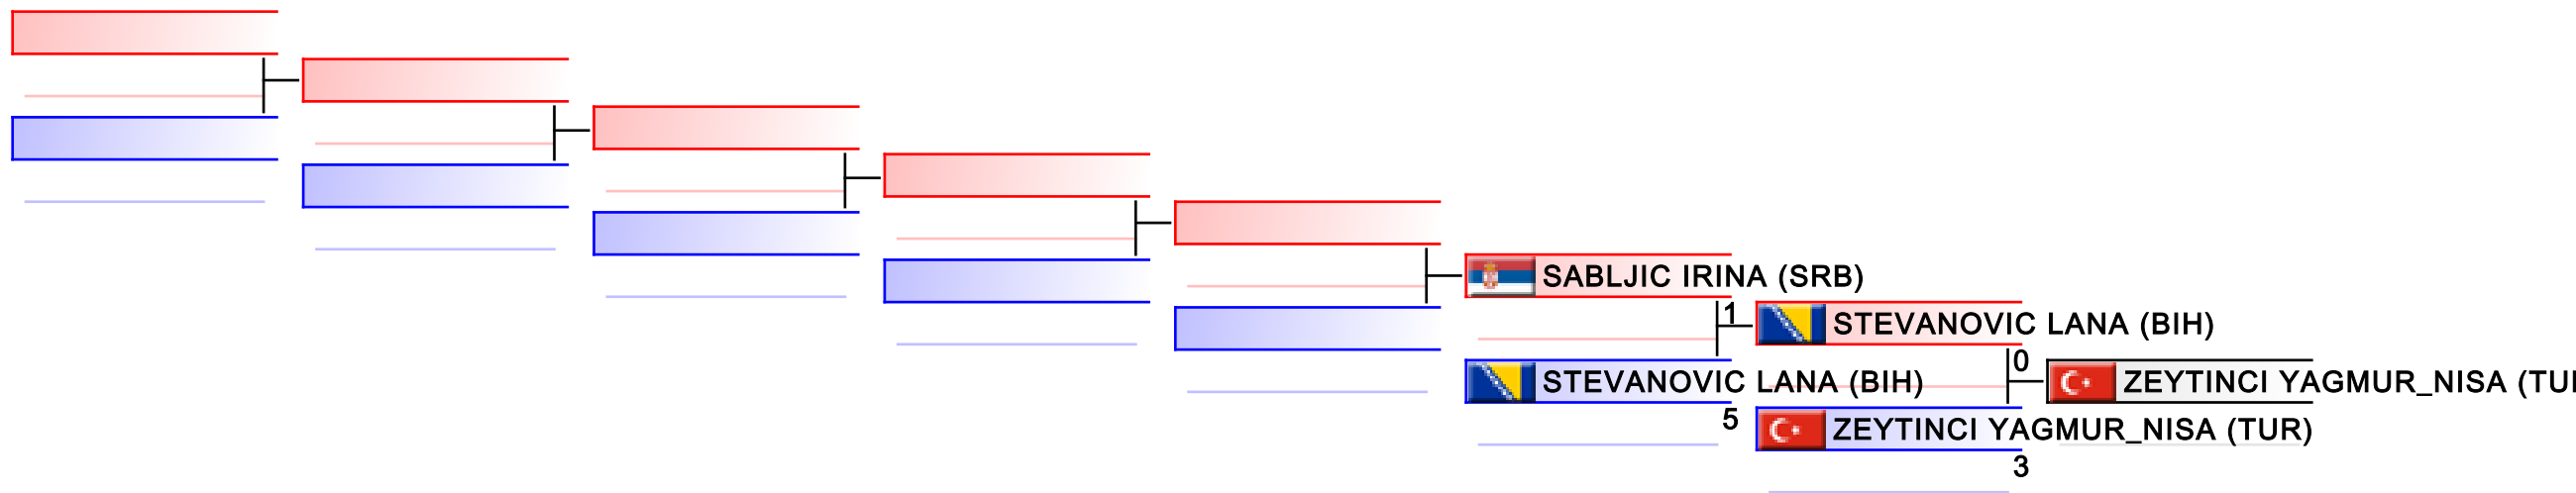 SABLJIC IRINA (SRB)
1
STEVANOVIC LANA (BIH)
0
STEVANOVIC LANA (BIH)
ZEYTINCI YAGMUR_NISA (TU
5
ZEYTINCI YAGMUR_NISA (TUR)
3